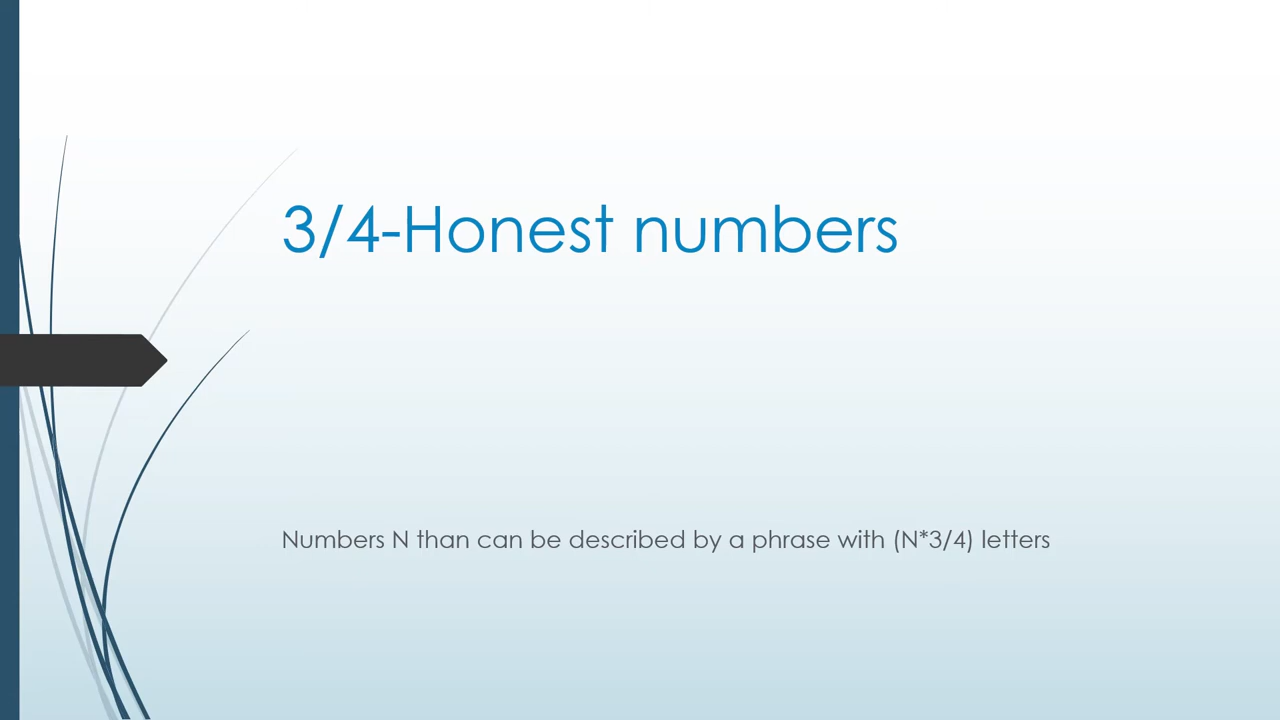 3/4-Honest numbers
Numbers N than can be described by a phrase with (N*3/4) letters